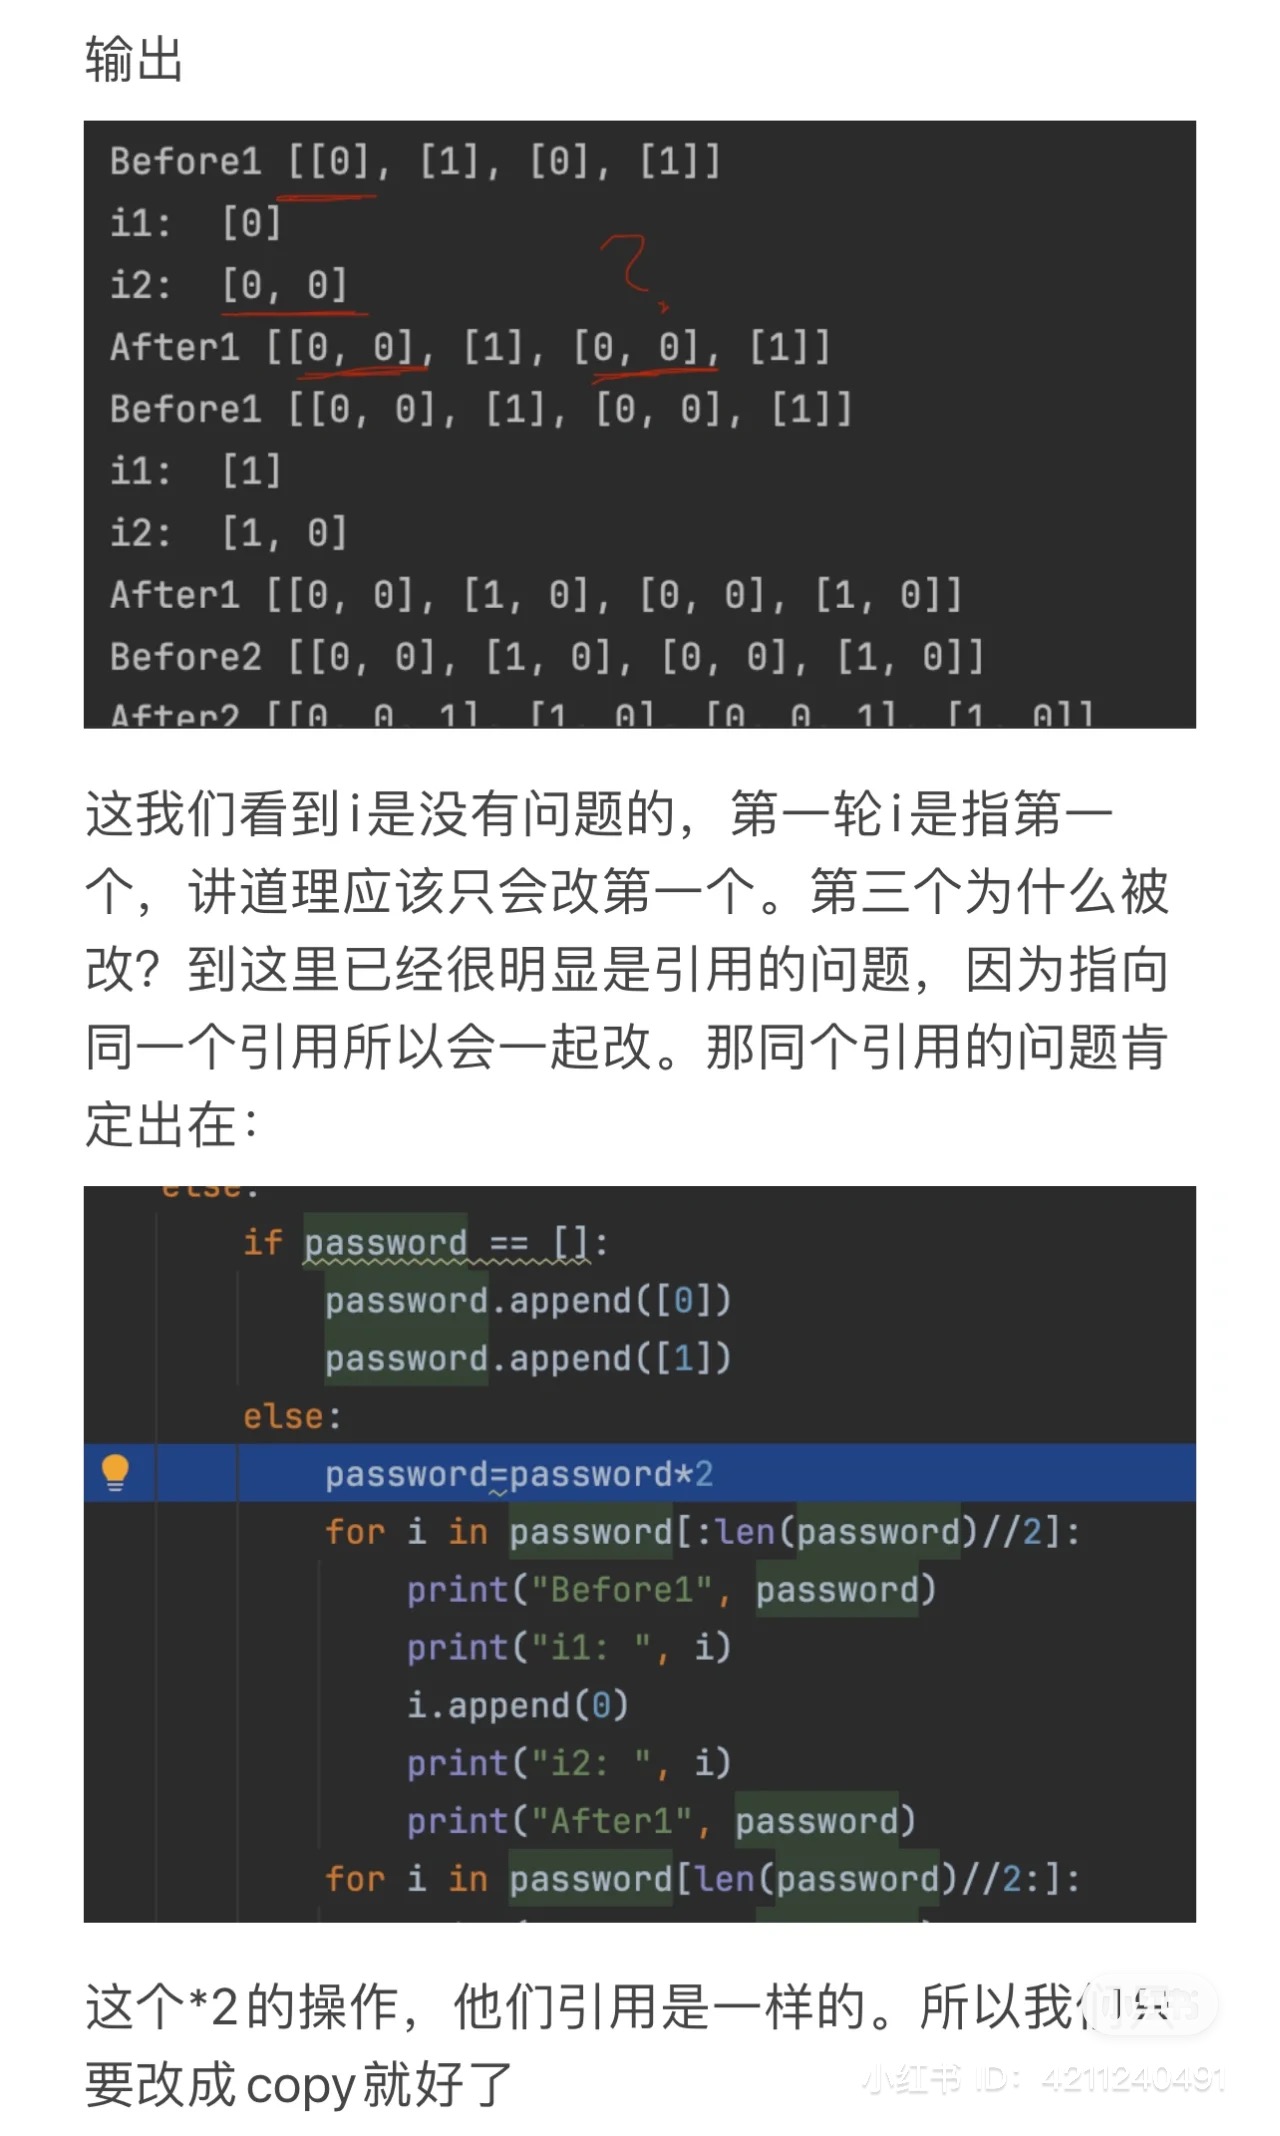 输出
Before1 [[0], [1], [0], [1]]
i1:  [0]
i2:  [0, 0]
?
After1 [[0, 0], [1], [0, 0], [1]]
Before1 [[0, 0], [1], [0, 0], [1]]
i1:  [1]
i2:  [1, 0]
After1 [[0, 0], [1, 0], [0, 0], [1, 0]]
Before2 [[0, 0], [1, 0], [0, 0], [1, 0]]
After2 [[0, 0, 1], [1, 0], [0, 0, 1], [1, 0]]
这我们看到i是没有问题的，第一轮i是指第一
个，讲道理应该只会改第一个。第三个为什么被
改？到这里已经很明显是引用的问题，因为指向
同一个引用所以会一起改。那同个引用的问题肯
定出在：
else:
if password == []:
password.append([0])
password.append([1])
else:
password=password*2
for i in password[:len(password)//2]:
print("Before1", password)
print("i1: ", i)
i.append(0)
print("i2: ", i)
print("After1", password)
for i in password[len(password)//2:]:
这个*2的操作，他们引用是一样的。所以我们只
小红书
要改成copy就好了
小红书 ID：4211240491